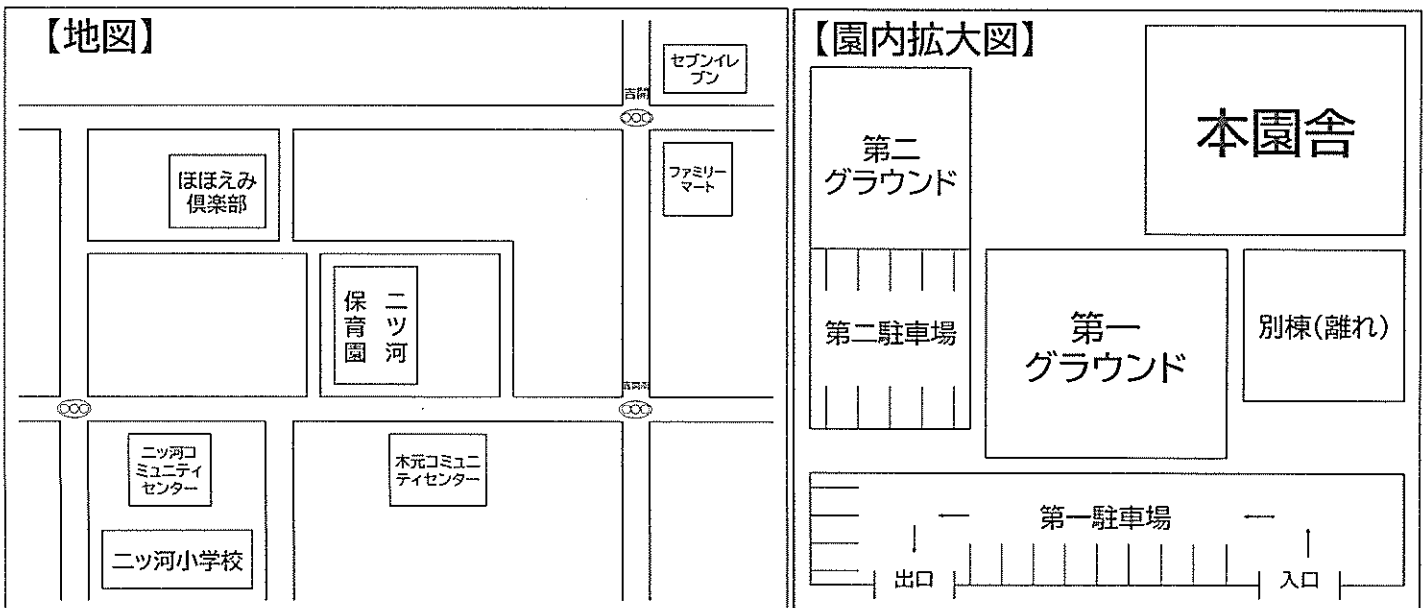 【地図】
セブンイレ
ブン
吉開
ほほえみ
倶楽部
ファミリー
マート
二ツ河
保育園
二ッ河コ
ミュニティ
センター
木元コミュニ
ティセンター
二ッ河小学校
【園内拡大図】
本園舎
第二
グラウンド
第二駐車場
第一
グラウンド
別棟(離れ)
第一駐車場
出口
入口